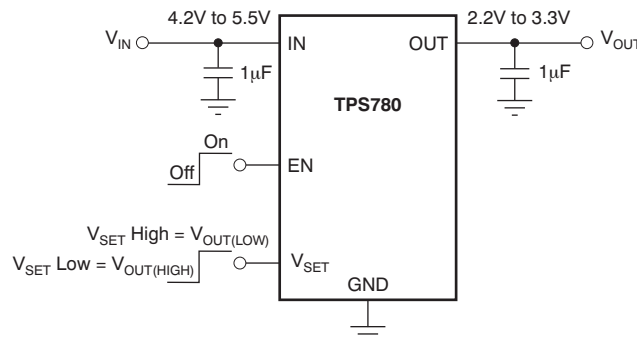 4.2V to 5.5V
2.2V to 3.3V
VIN
IN
OUT
VOUT
1μF
1μF
TPS780
On
Off
EN
VSET High = VOUT(LOW)
VSET Low = VOUT(HIGH)
VSET
GND